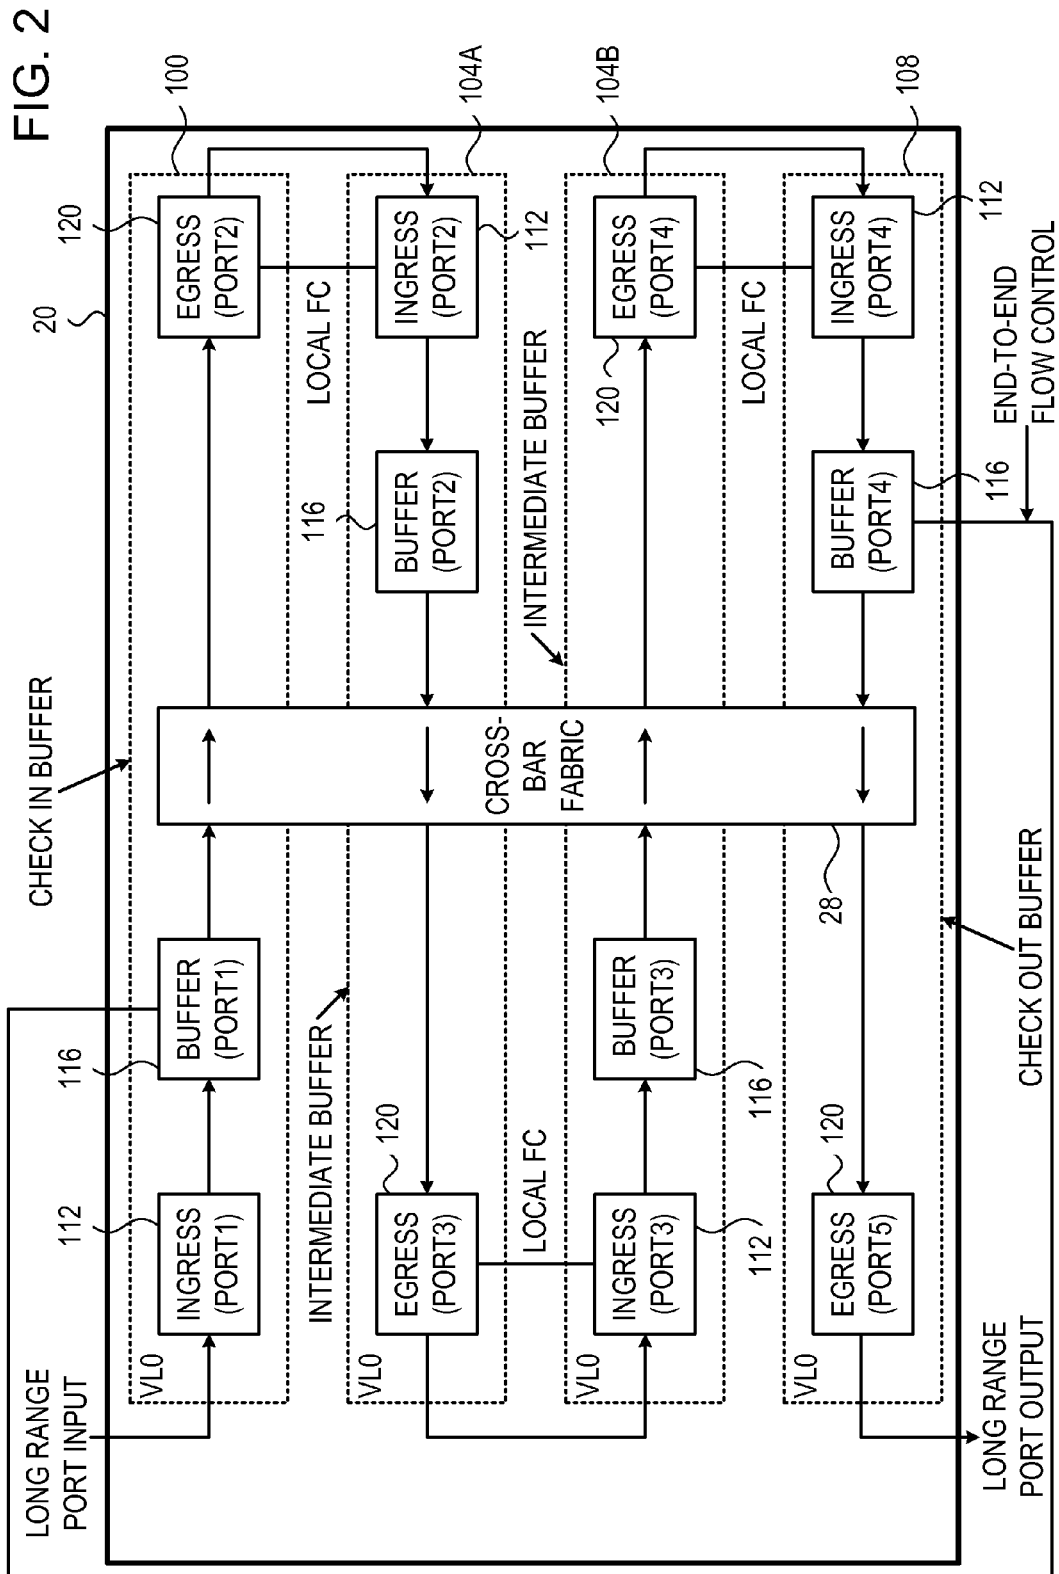 FIG. 2
20
120
100
104A
104B
108
CHECK IN BUFFER
LONG RANGE
PORT INPUT
VL0
112
INGRESS
(PORT1)
116
BUFFER
(PORT1)
EGRESS
(PORT2)
LOCAL FC
INTERMEDIATE BUFFER
VL0
EGRESS
(PORT3)
120
116
BUFFER
(PORT2)
INGRESS
(PORT2)
112
LOCAL FC
CROSS-
BAR
FABRIC
INTERMEDIATE BUFFER
VL0
INGRESS
(PORT3)
112
BUFFER
(PORT3)
116
120
EGRESS
(PORT4)
LOCAL FC
VL0
EGRESS
(PORT5)
120
28
BUFFER
(PORT4)
116
INGRESS
(PORT4)
112
LONG RANGE
PORT OUTPUT
CHECK OUT BUFFER
END-TO-END
FLOW CONTROL